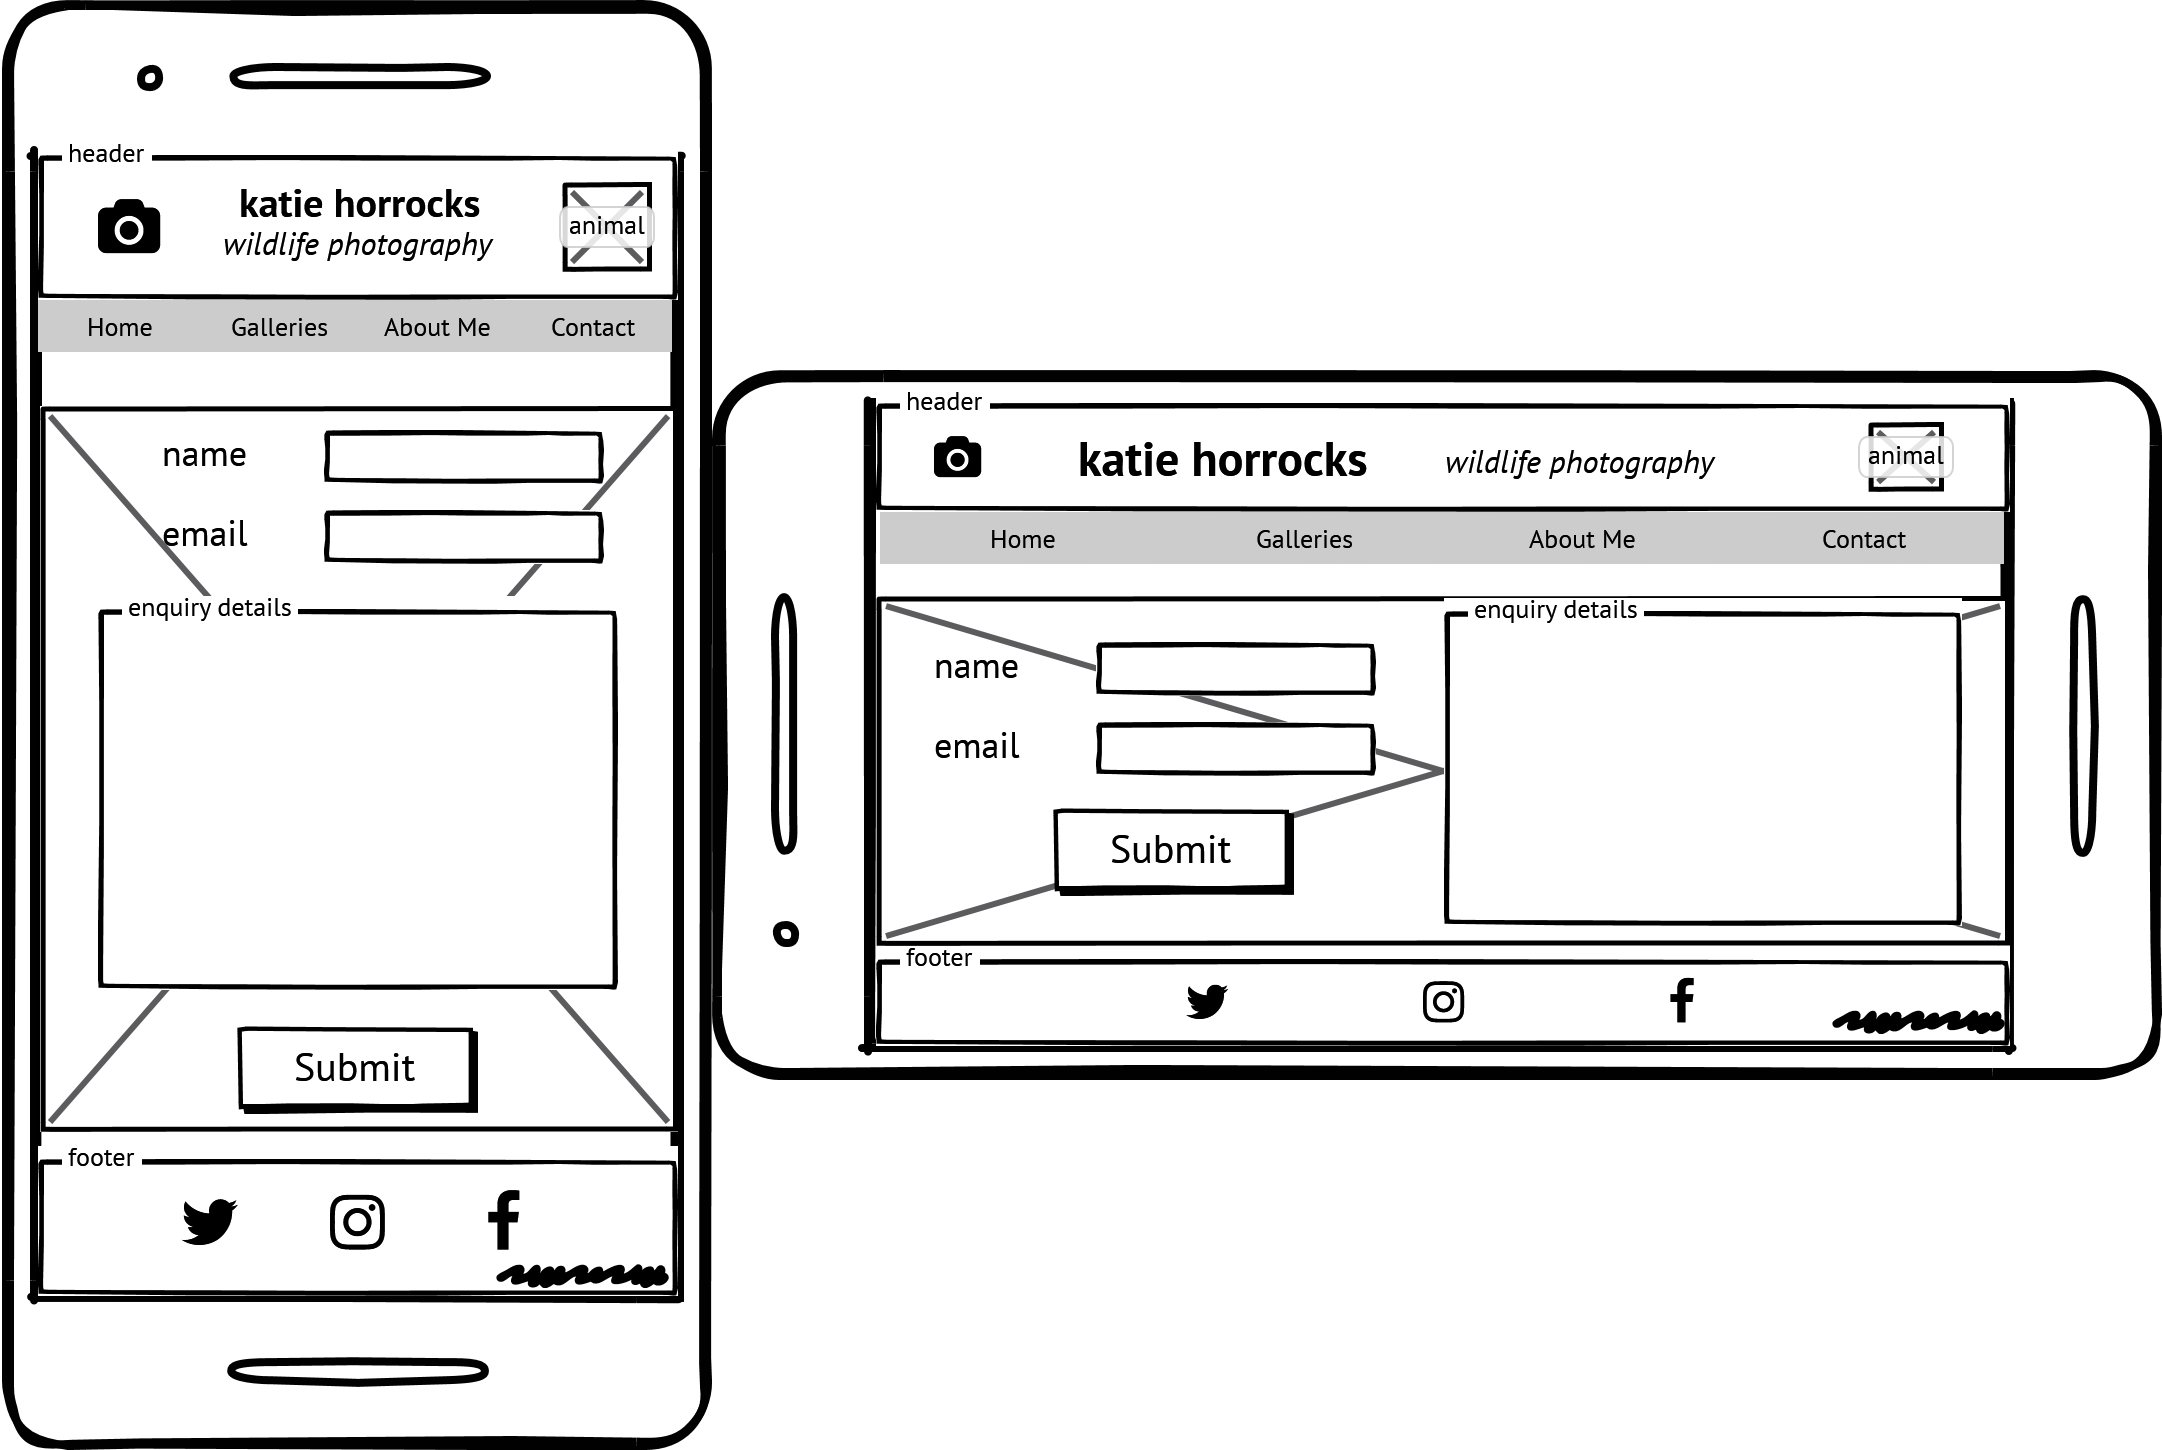 header
katie horrocks
wildlife photography
animal
Home Galleries About Me Contact
name
email
enquiry details
Submit
footer
header
katie horrocks wildlife photography animal
Home Galleries About Me Contact
enquiry details
name
email
Submit
footer